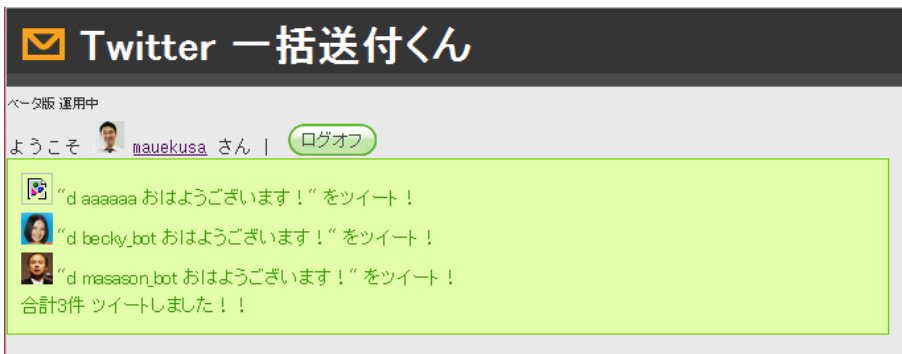 Twitter 一括送付くん
ベータ版 運用中
ようこそ mauekusa さん | ログオフ
“d aaaaaa おはようございます！“ をツイート！
“d becky_bot おはようございます！“ をツイート！
“d masason_bot おはようございます！“ をツイート！
合計3件 ツイートしました！！